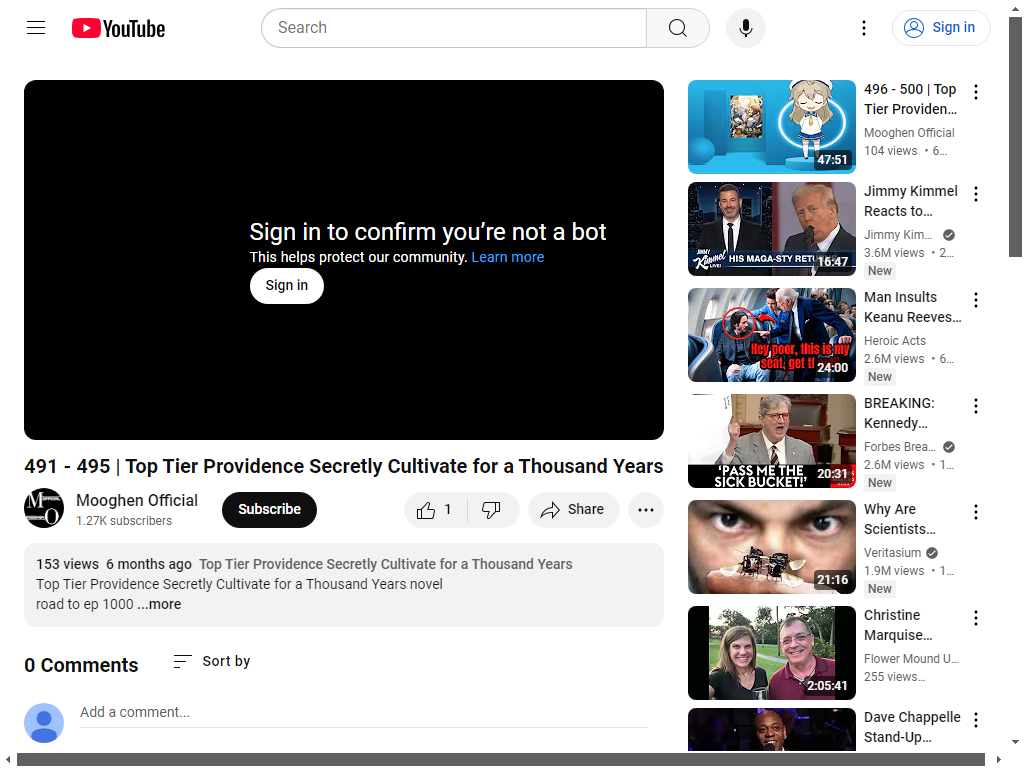 YouTube
Search
Sign in
Sign in to confirm you’re not a bot
This helps protect our community. Learn more
Sign in
491 - 495 | Top Tier Providence Secretly Cultivate for a Thousand Years
Mooghen Official
1.27K subscribers
Subscribe
1
Share
153 views 6 months ago Top Tier Providence Secretly Cultivate for a Thousand Years
Top Tier Providence Secretly Cultivate for a Thousand Years novel
road to ep 1000 ...more
0 Comments
Sort by
Add a comment...
47:51
496 - 500 | Top
Tier Providen...
Mooghen Official
104 views • 6...
JIMMY
Kimmel
LIVE!
HIS MAGA-STY RETU
16:47
Jimmy Kimmel
Reacts to...
Jimmy Kim...
3.6M views • 2...
New
Hey poor, this is my
seat, get
24:00
Man Insults
Keanu Reeves...
Heroic Acts
2.6M views • 6...
New
'PASS ME THE
SICK BUCKET!'
20:31
BREAKING:
Kennedy...
Forbes Brea...
2.6M views • 1...
New
21:16
Why Are
Scientists...
Veritasium
1.9M views • 1...
New
2:05:41
Christine
Marquise...
Flower Mound U...
255 views...
Dave Chappelle
Stand-Up...